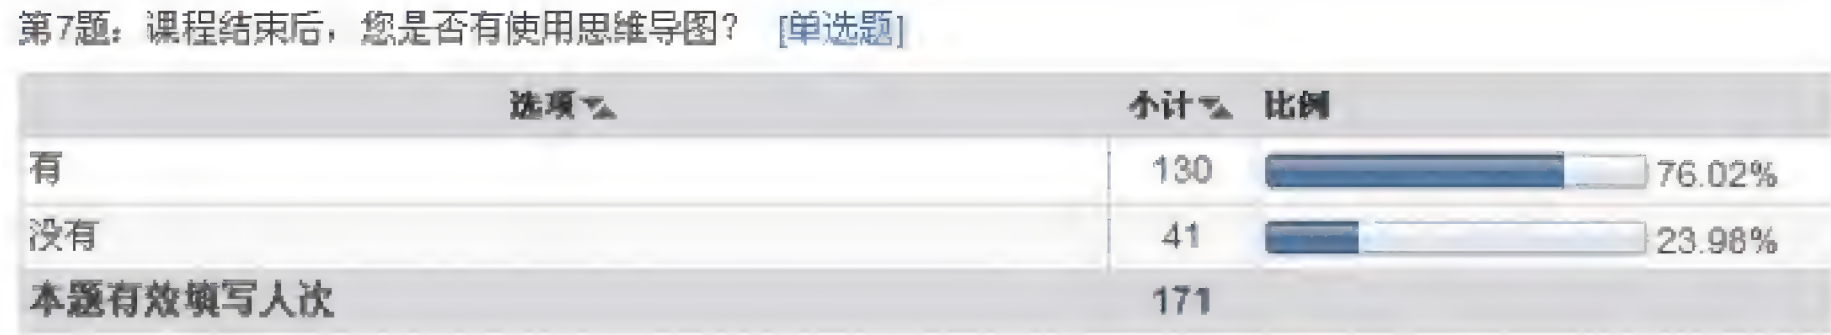 第7题：课程结束后，您是否有使用思维导图？ [单选题]
选项 小计 比例
有 130 76.02%
没有 41 23.98%
本题有效填写人次 171